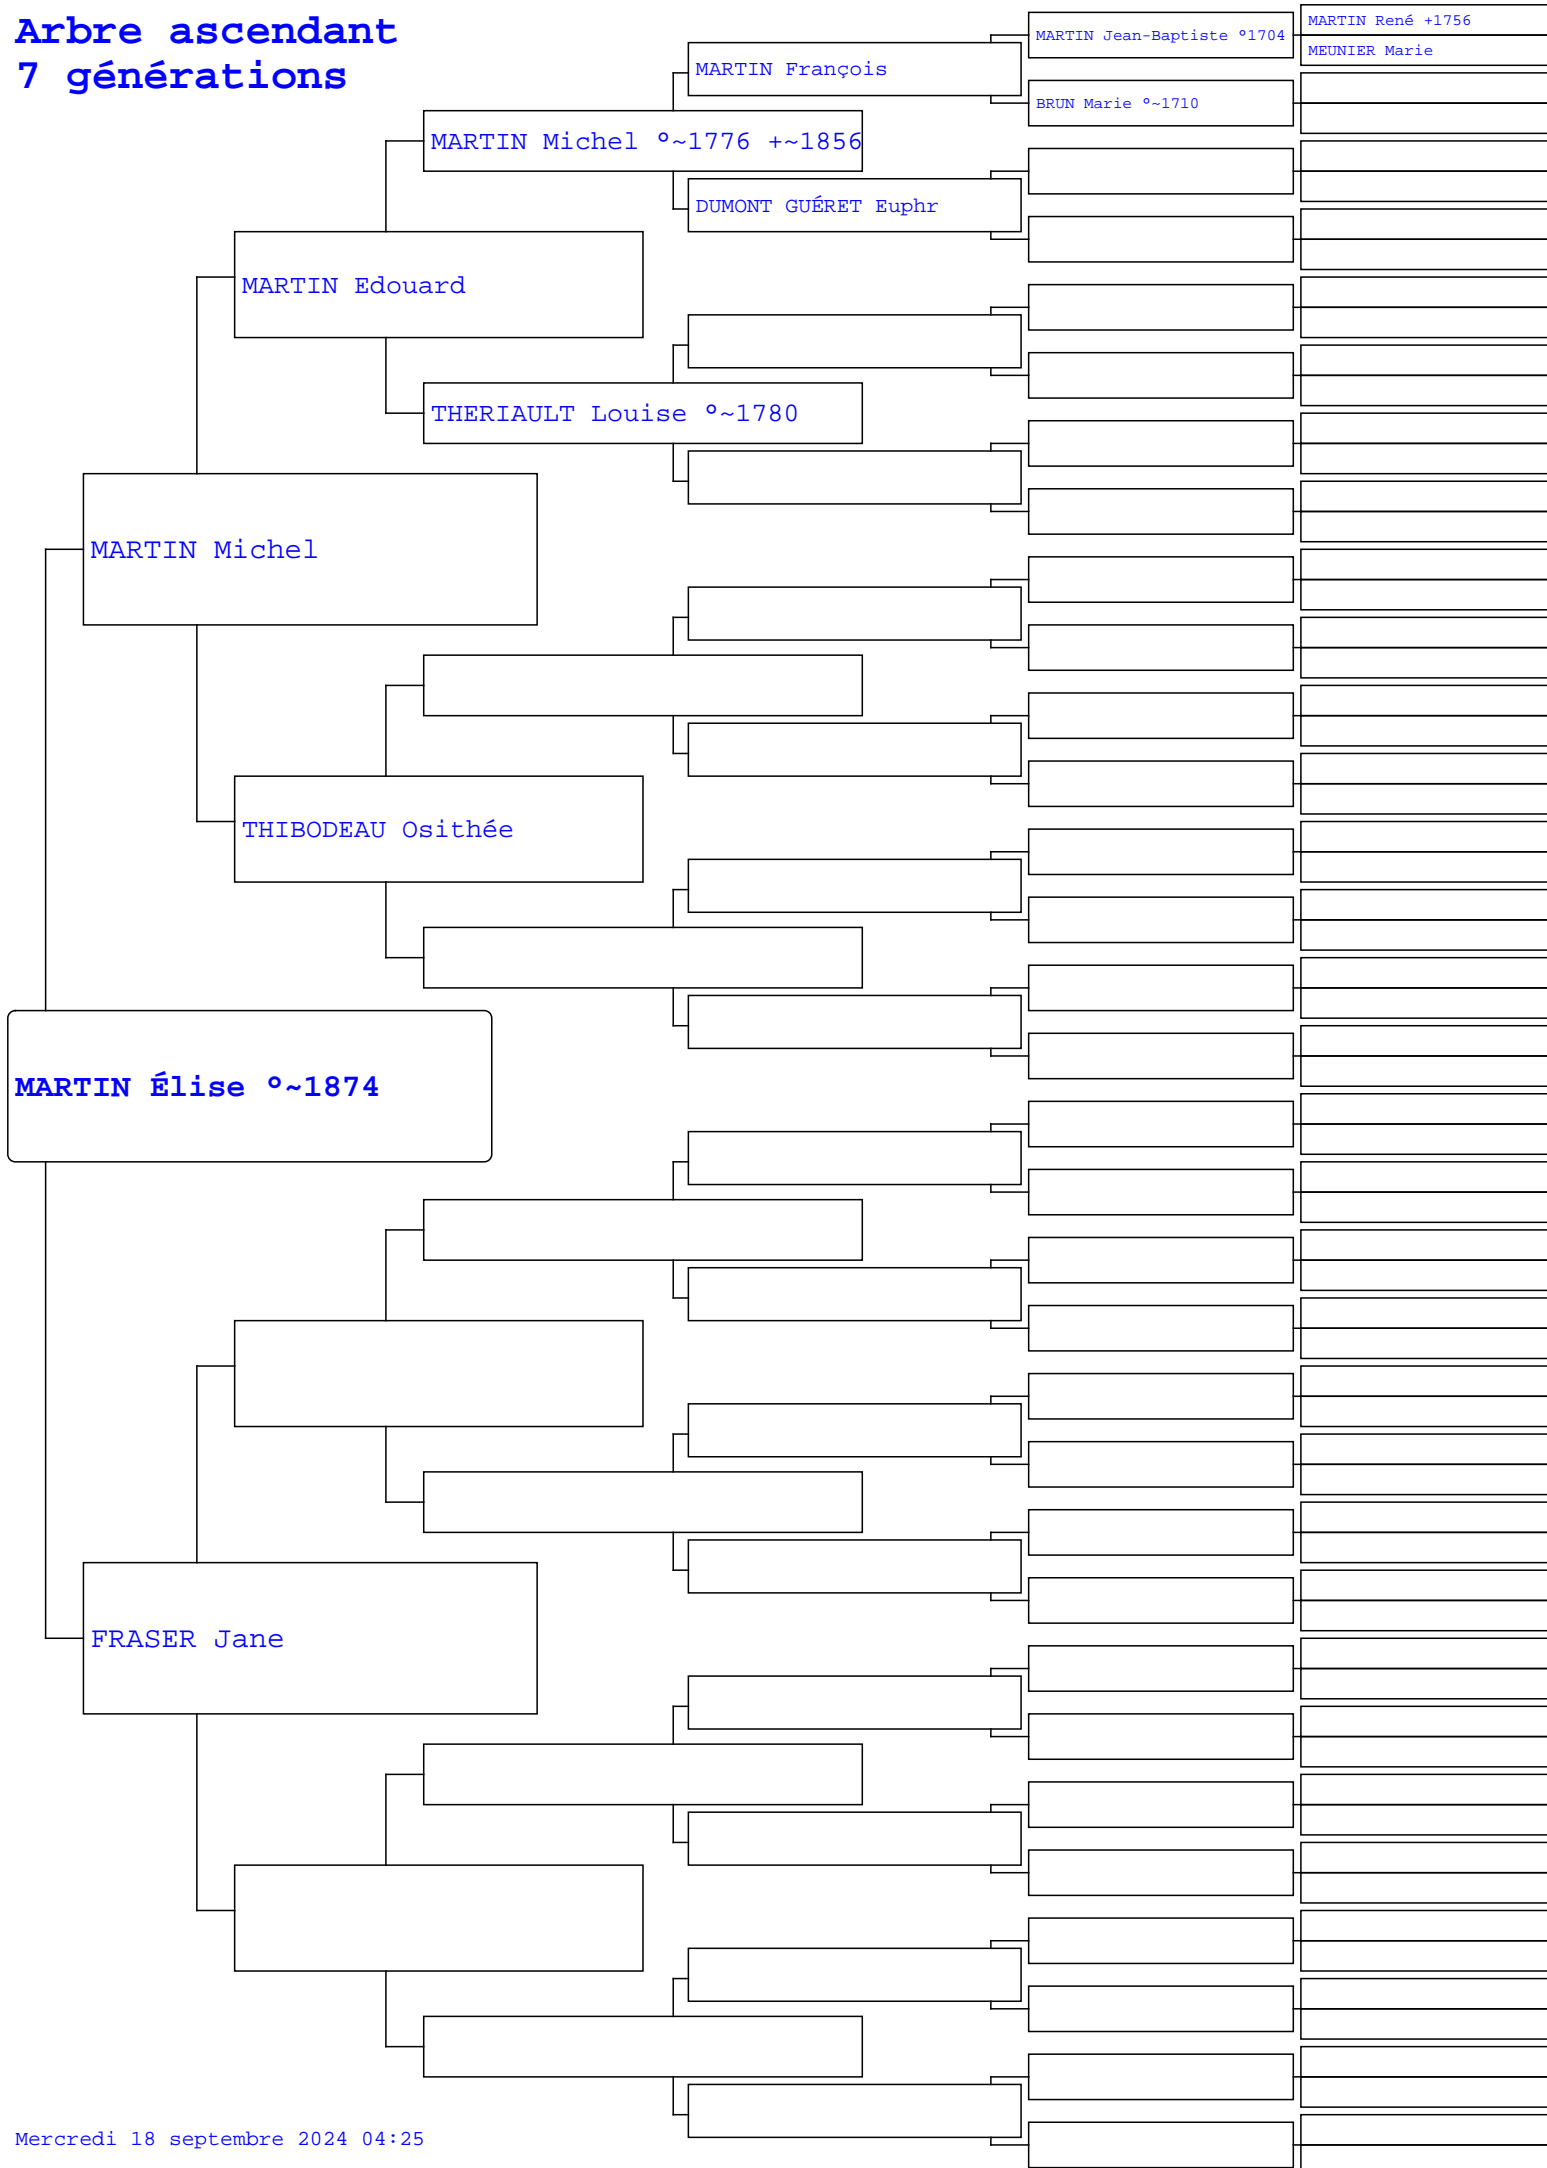 Arbre ascendant
7 générations
MARTIN René +1756
MARTIN Jean-Baptiste °1704
MEUNIER Marie
MARTIN François
BRUN Marie °~1710
MARTIN Michel °~1776 +~1856
DUMONT GUÉRET Euphr
MARTIN Edouard
THERIAULT Louise °~1780
MARTIN Michel
THIBODEAU Osithée
MARTIN Élise °~1874
FRASER Jane
Mercredi 18 septembre 2024 04:25